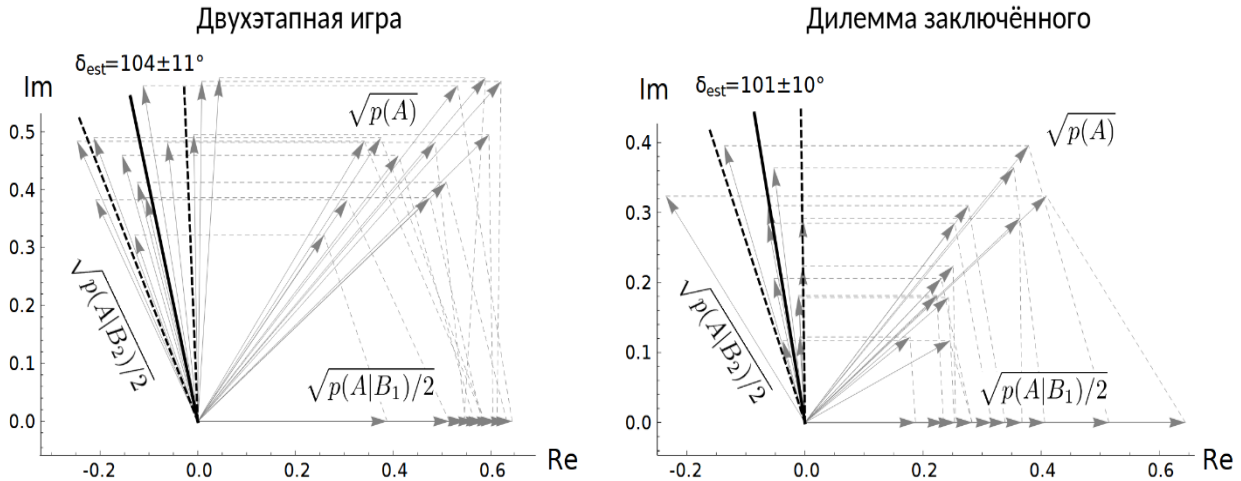 Двухэтапная игра
δest=104±11°
Im
√p(A)
0.5
0.4
0.3
0.2
0.1
0.0
√p(A|B₂)/2
√p(A|B₁)/2
-0.2 0.0 0.2 0.4 0.6 Re
Дилемма заключённого
δest=101±10°
Im
√p(A)
0.4
0.3
0.2
0.1
0.0
√p(A|B₂)/2
√p(A|B₁)/2
-0.2 0.0 0.2 0.4 0.6 Re